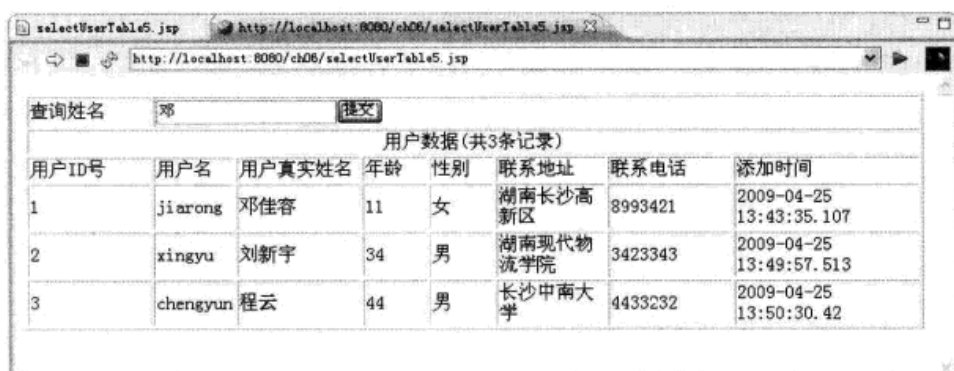 selectUserTable5.jsp http://localhost:8080/ch06/selectUserTable5.jsp
http://localhost:8080/ch06/selectUserTable5.jsp
查询姓名 邓 提交
用户数据(共3条记录)
用户ID号 用户名 用户真实姓名 年龄 性别 联系地址 联系电话 添加时间
1 jiarong 邓佳容 11 女 湖南长沙高新区 8993421 2009-04-25 13:43:35.107
2 xingyu 刘新宇 34 男 湖南现代物流学院 3423343 2009-04-25 13:49:57.513
3 chengyun 程云 44 男 长沙中南大学 4433232 2009-04-25 13:50:30.42